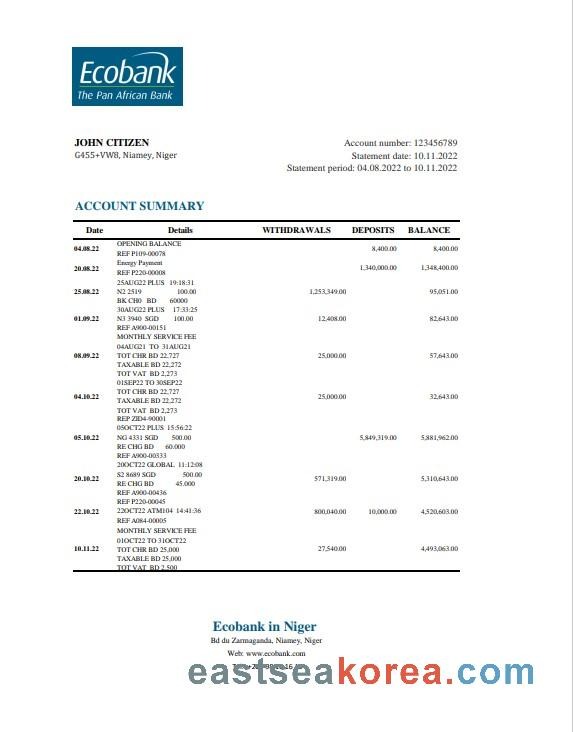 Ecobank
The Pan African Bank
JOHN CITIZEN
G455+VW8, Niamey, Niger
Account number: 123456789
Statement date: 10.11.2022
Statement period: 04.08.2022 to 10.11.2022
ACCOUNT SUMMARY
Date Details WITHDRAWALS DEPOSITS BALANCE
OPENING BALANCE
04.08.22 8,400.00 8,400.00
REF P109-00078
Energy Payment
20.08.22 1,340,000.00 1,348,400.00
REF P220-00008
25AUG22 PLUS 19:18:31
25.08.22 N2 2519 100.00 1,253,349.00 95,051.00
BK CH0 BD 60000
30AUG22 PLUS 17:33:25
01.09.22 N3 3940 SGD 100.00 12,408.00 82,643.00
REF A900-00151
MONTHLY SERVICE FEE
04AUG21 TO 31AUG21
08.09.22 TOT CHR BD 22,727 25,000.00 57,643.00
TAXABLE BD 22,272
TOT VAT BD 2,273
01SEP22 TO 30SEP22
TOT CHR BD 22,727
04.10.22 25,000.00 32,643.00
TAXABLE BD 22,272
TOT VAT BD 2,273
REP ZID4-90001
05OCT22 PLUS 15:56:22
05.10.22 NG 4331 SGD 500.00 5,849,319.00 5,881,962.00
RE CHG BD 60.000
REF A900-00333
20OCT22 GLOBAL 11:12:08
20.10.22 S2 8689 SGD 500.00 571,319.00 5,310,643.00
RE CHG BD 45.000
REF A900-00436
REF P220-00045
22.10.22 22OCT22 ATM104 14:41:36 800,040.00 10,000.00 4,520,603.00
REF A084-00005
MONTHLY SERVICE FEE
01OCT22 TO 31OCT22
10.11.22 TOT CHR BD 25,000 27,540.00 4,493,063.00
TAXABLE BD 25,000
TOT VAT BD 2,500
Ecobank in Niger
Bd du Zarmaganda, Niamey, Niger
Web: www.ecobank.com
eastseakorea.com